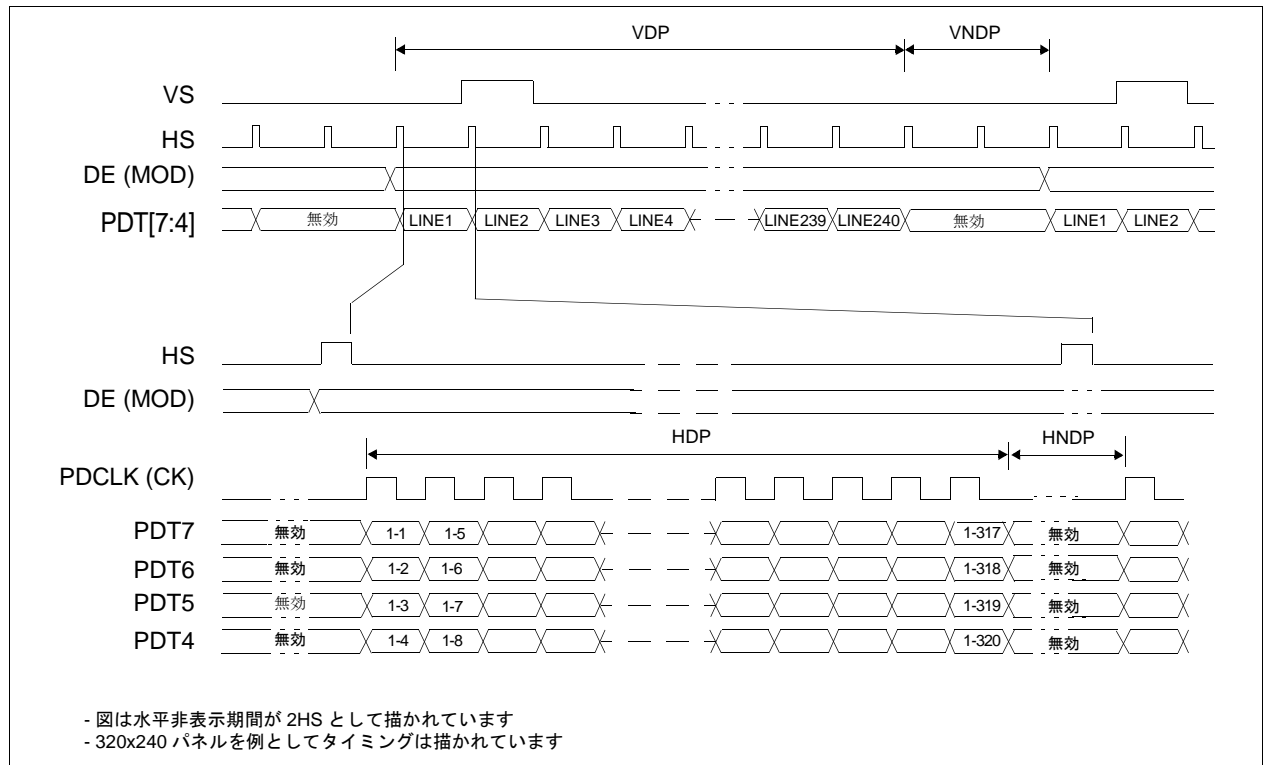 VDP VNDP
VS
HS
DE (MOD)
PDT[7:4] 無効 LINE1 LINE2 LINE3 LINE4 LINE239 LINE240 無効 LINE1 LINE2
HS
DE (MOD)
HDP HNDP
PDCLK (CK)
PDT7 無効 1-1 1-5 1-317 無効
PDT6 無効 1-2 1-6 1-318 無効
PDT5 無効 1-3 1-7 1-319 無効
PDT4 無効 1-4 1-8 1-320 無効
- 図は水平非表示期間が 2HS として描かれています
- 320x240 パネルを例としてタイミングは描かれています